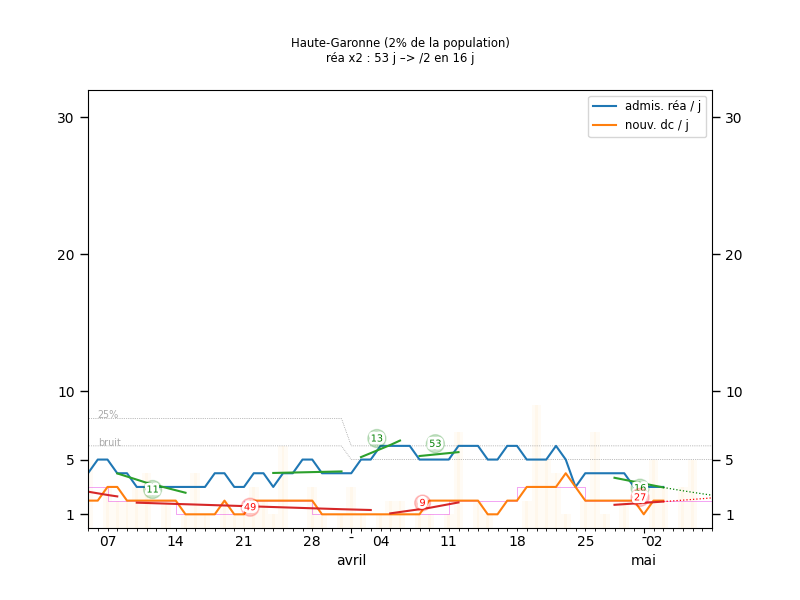 Haute-Garonne (2% de la population)
réa x2 : 53 j –> /2 en 16 j
admis. réa / j
nouv. dc / j
30 30
20 20
10 10
25%
bruit
13
53
5 5
11
16
27
49
9
1 1
07 14 21 28 - 04 11 18 25 -02
avril mai